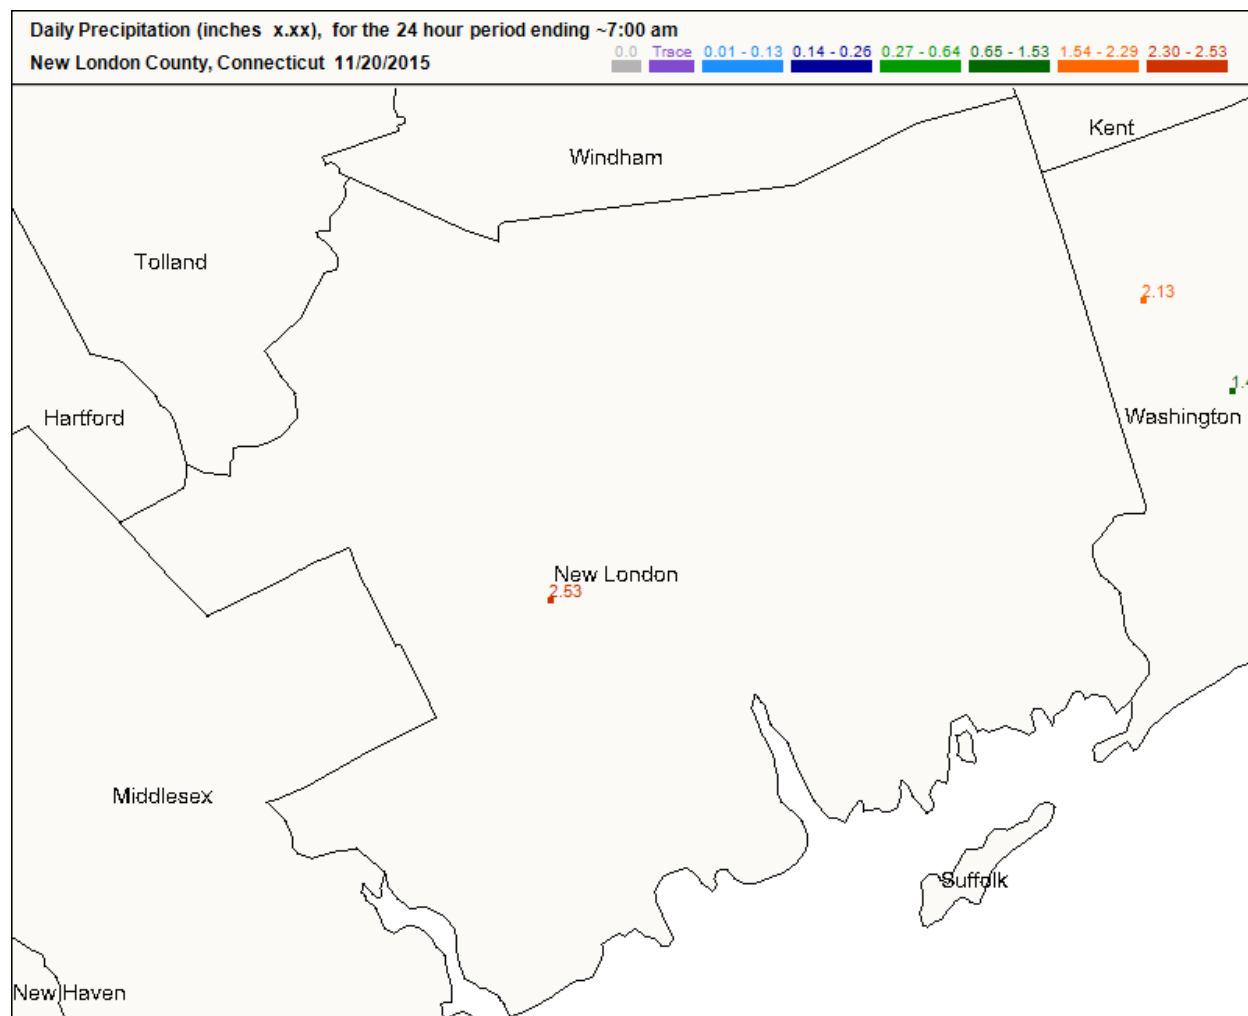 Daily Precipitation (inches x.xx), for the 24 hour period ending ~7:00 am
0.0 Trace 0.01 - 0.13 0.14 - 0.26 0.27 - 0.64 0.65 - 1.53 1.54 - 2.29 2.30 - 2.53
New London County, Connecticut 11/20/2015
Kent
Windham
Tolland
2.13
Hartford
Washington
New London
2.53
Middlesex
Suffolk
New Haven